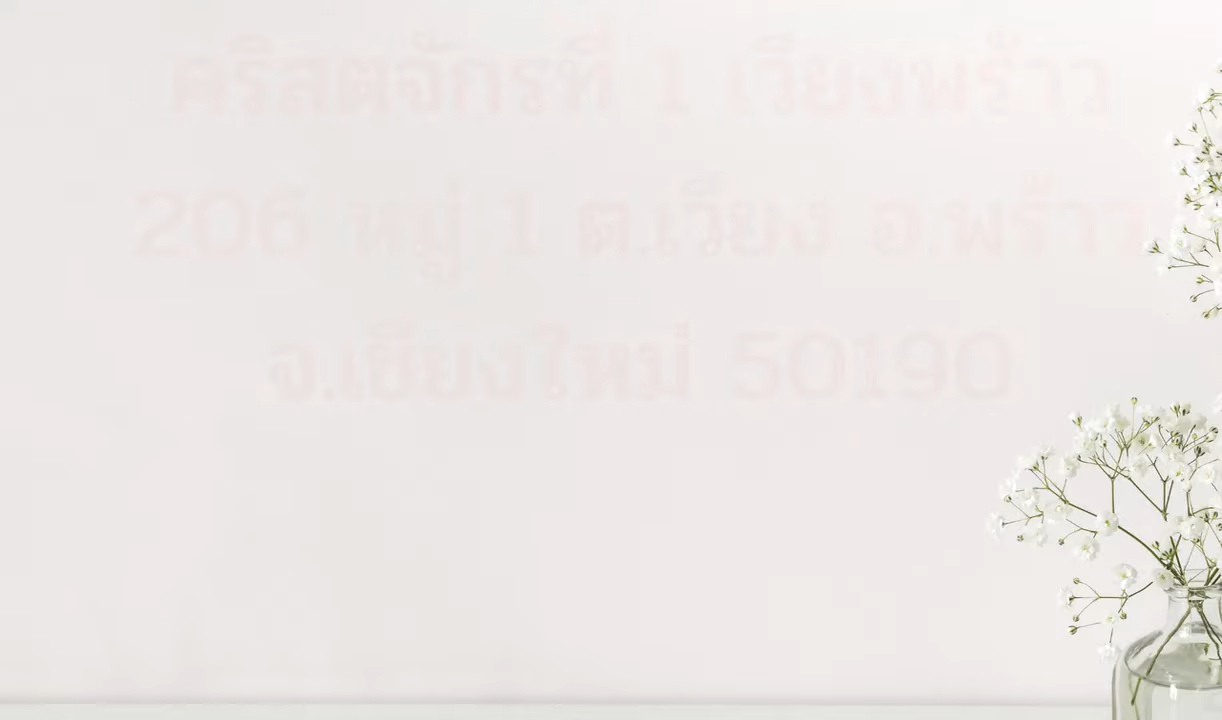 คริสตจักรที่ 1 เวียงพร้าว
206 หมู่ 1 ต.เวียง อ.พร้าว
จ.เชียงใหม่ 50190